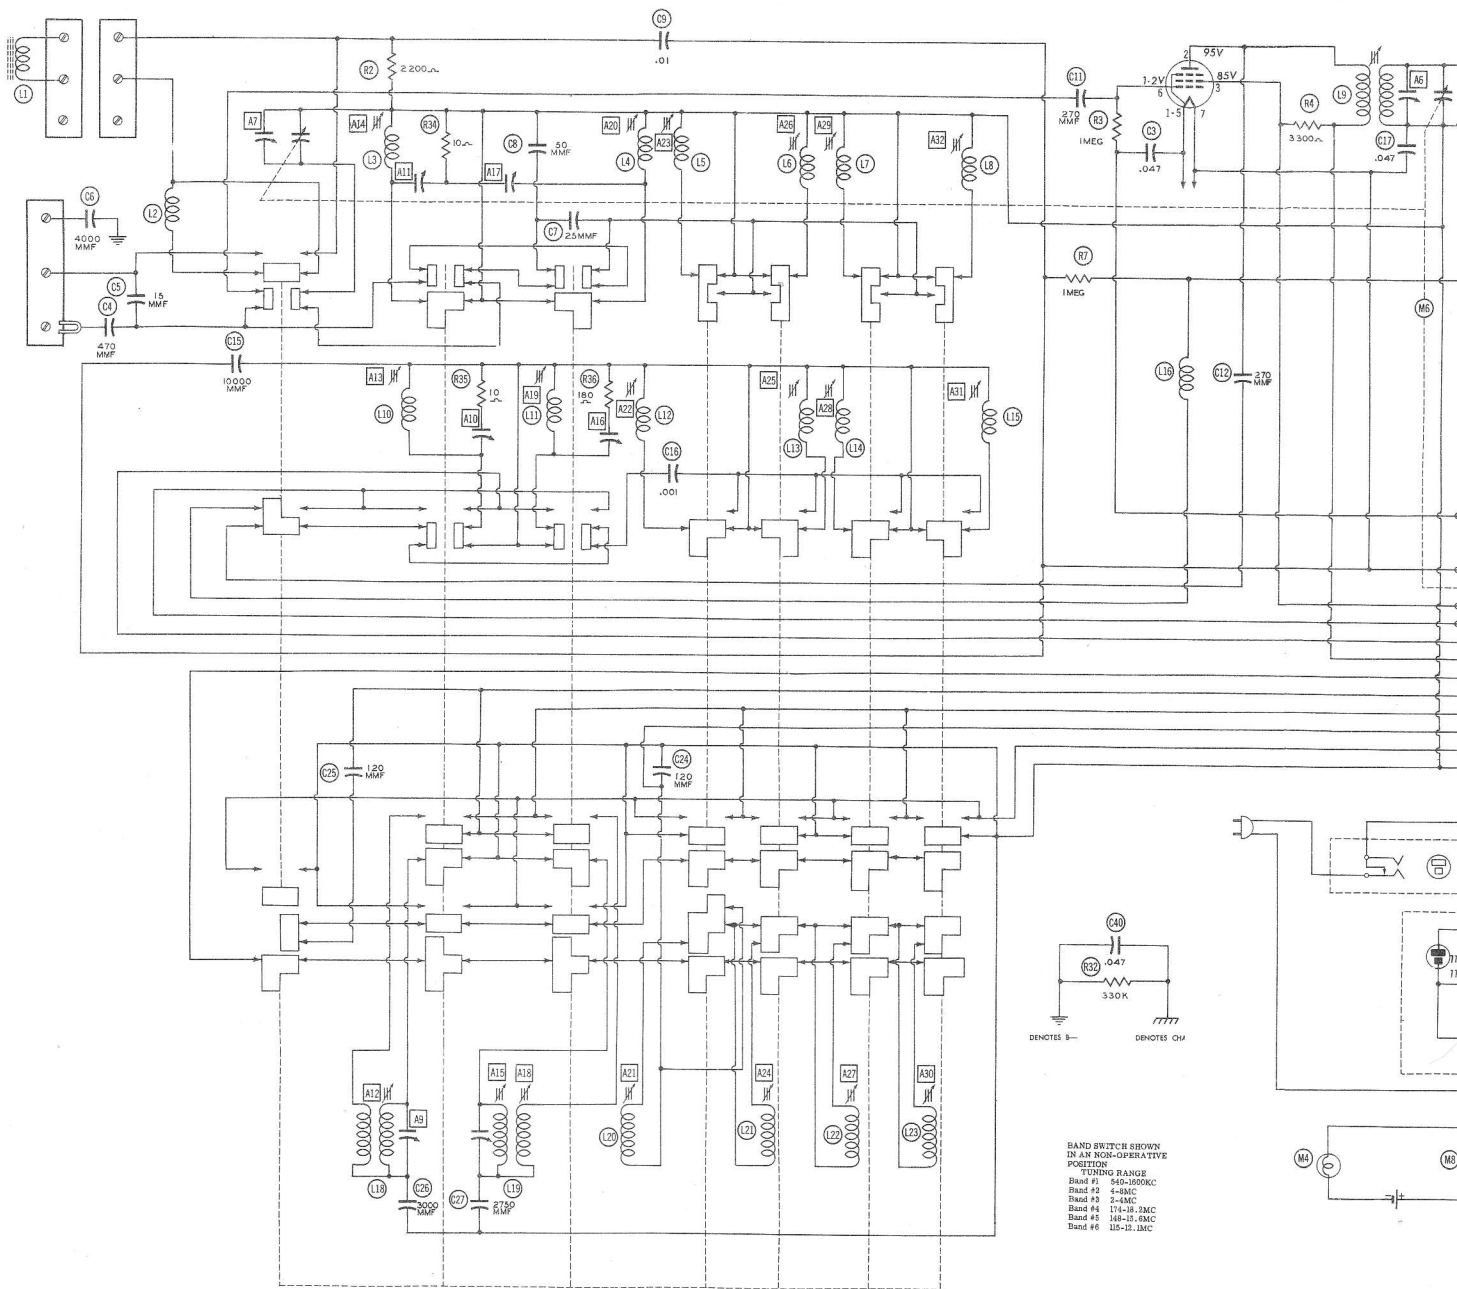 C9
.01
R2
2200Ω
L1
A7
A14
L3
R34
10Ω
A11
A17
C8
50
MMF
A20
A23
L4
L5
A26
A29
L6
L7
A32
L8
C11
270
MMF
R3
1MEG
C3
.047
2
95V
1·2V
6
85V
3
1-5
7
R4
3300Ω
L9
A6
C17
.047
C6
4000
MMF
L2
C7
25MMF
C5
15
MMF
C4
470
MMF
R7
1MEG
M6
C15
10000
MMF
A13
L10
R35
10
A10
A19
L11
R36
180
Ω
A16
A22
L12
A25
L13
A28
L14
A31
L15
L16
C12
270
MMF
C16
.001
C25
120
MMF
C24
120
MMF
C40
.047
R32
330K
DENOTES B—
DENOTES CHA
A12
A9
A15
A18
A21
A24
A27
A30
L20
L21
L22
L23
L18
C26
3000
MMF
C27
2750
MMF
L19
BAND SWITCH SHOWN
IN AN NON-OPERATIVE
POSITION
TUNING RANGE
Band #1 540-1600KC
Band #2 4-8MC
Band #3 2-4MC
Band #4 174-18.2MC
Band #5 148-15.6MC
Band #6 115-12.1MC
M4
M8